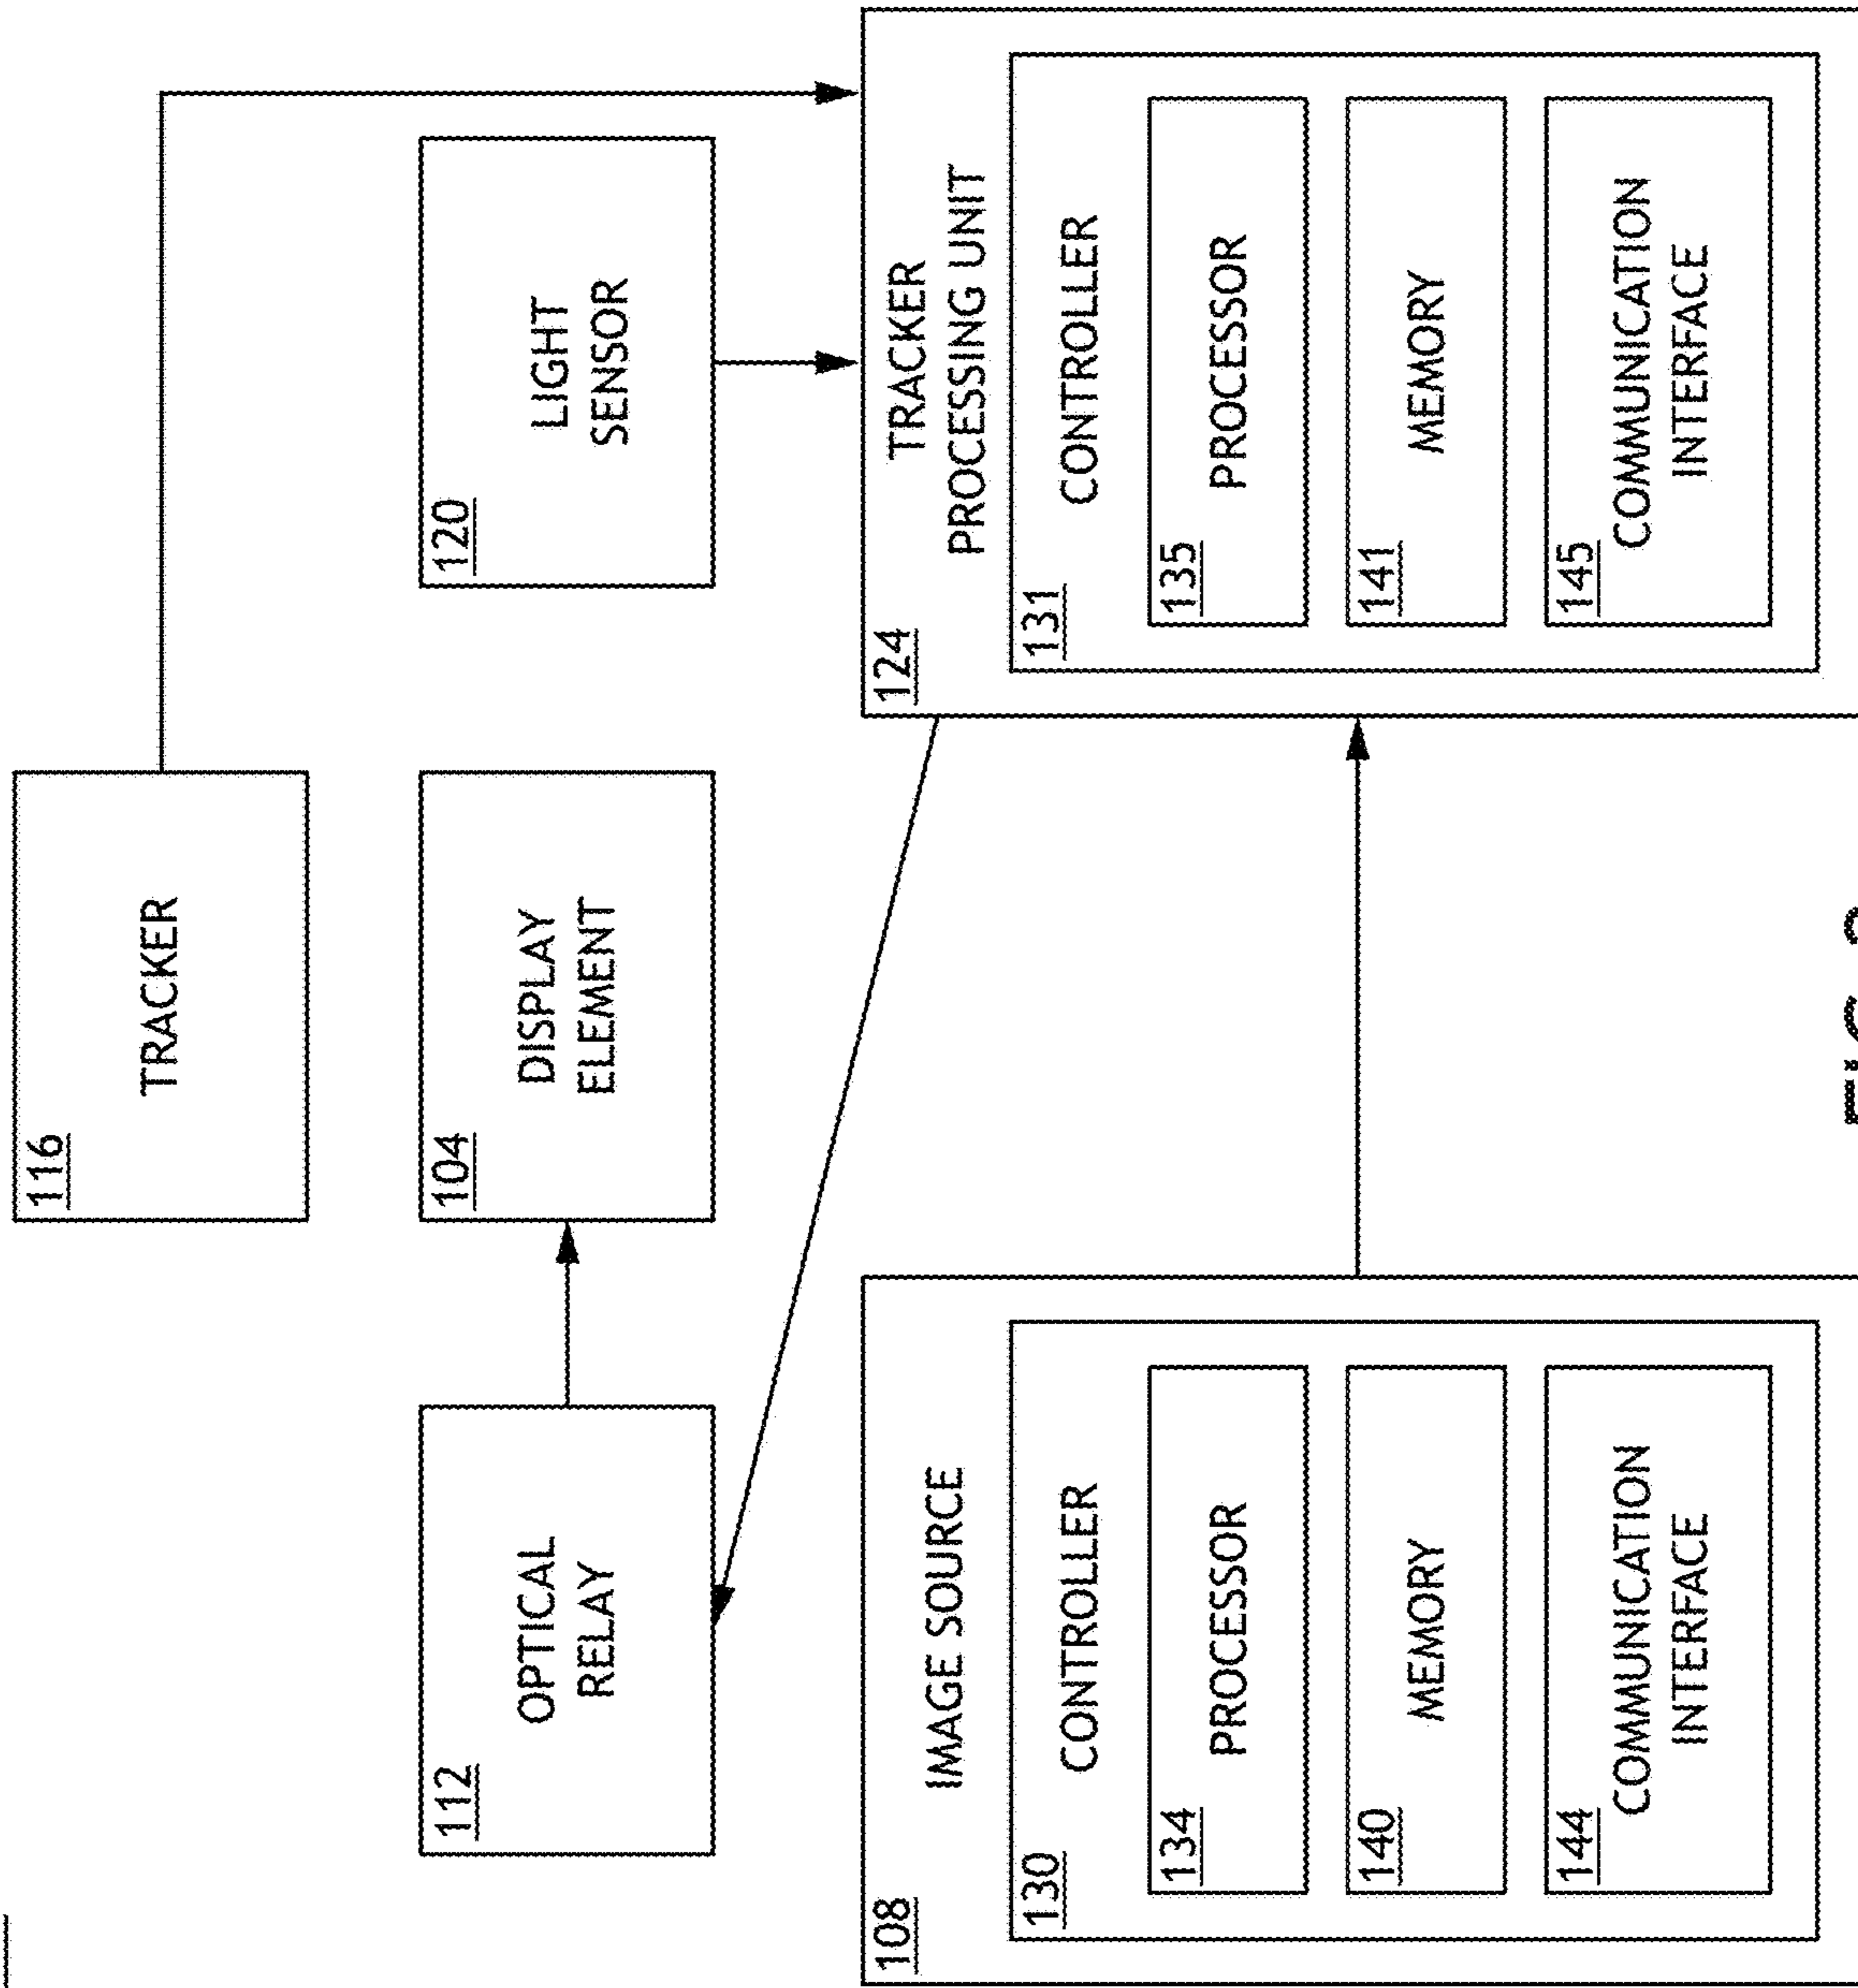 116
TRACKER
112
OPTICAL
RELAY
104
DISPLAY
ELEMENT
120
LIGHT
SENSOR
108
IMAGE SOURCE
130
CONTROLLER
134
PROCESSOR
140
MEMORY
144
COMMUNICATION
INTERFACE
124
TRACKER
PROCESSING UNIT
131
CONTROLLER
135
PROCESSOR
141
MEMORY
145
COMMUNICATION
INTERFACE